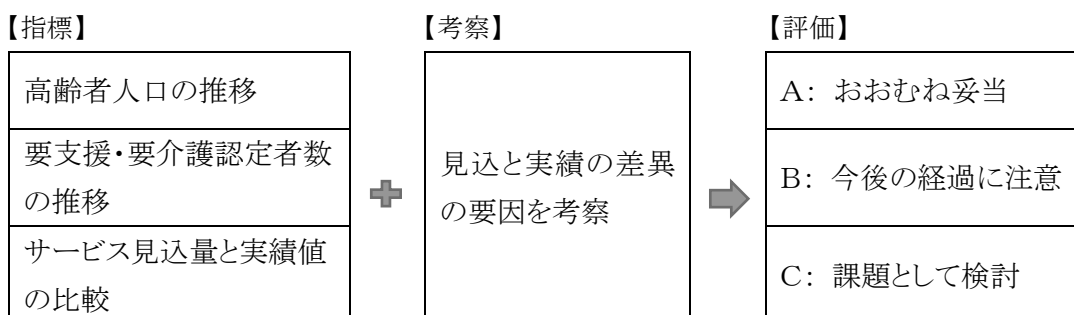 【指標】
高齢者人口の推移
要支援・要介護認定者数
の推移
サービス見込量と実績値
の比較
【考察】
見込と実績の差異
の要因を考察
【評価】
A： おおむね妥当
B： 今後の経過に注意
C： 課題として検討